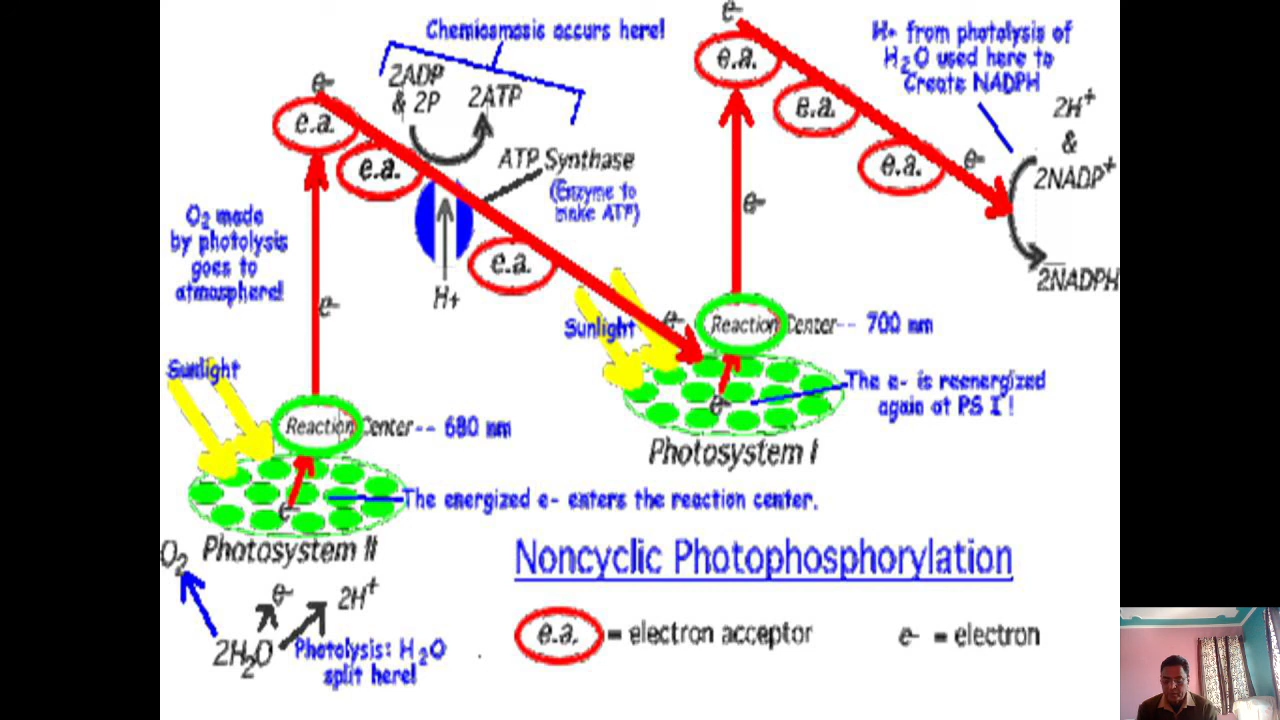 Chemiosmosis occurs here!
e-
e.a.
e.a.
e.a.
2ADP
& 2P
2ATP
ATP Synthase
(Enzyme to
make ATP)
H+
O2 made
by photolysis
goes to
atmosphere!
e-
Sunlight
Reaction Center-- 680 nm
e-
The energized e- enters the reaction center.
Photosystem II
O2
e-
2H+
2H2O
Photolysis: H2O
split here!
e-
e.a.
e.a.
e.a.
e-
H+ from photolysis of
H2O used here to
Create NADPH
2H+
&
2NADP+
2NADPH
e-
Sunlight
e-
Reaction Center-- 700 nm
e-
The e- is reenergized
again at PS I !
Photosystem I
Noncyclic Photophosphorylation
e.a. = electron acceptor
e- = electron